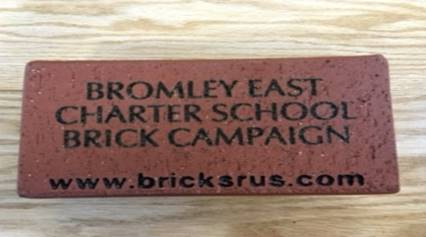 BROMLEY EAST
CHARTER SCHOOL
BRICK CAMPAIGN
www.bricksrus.com